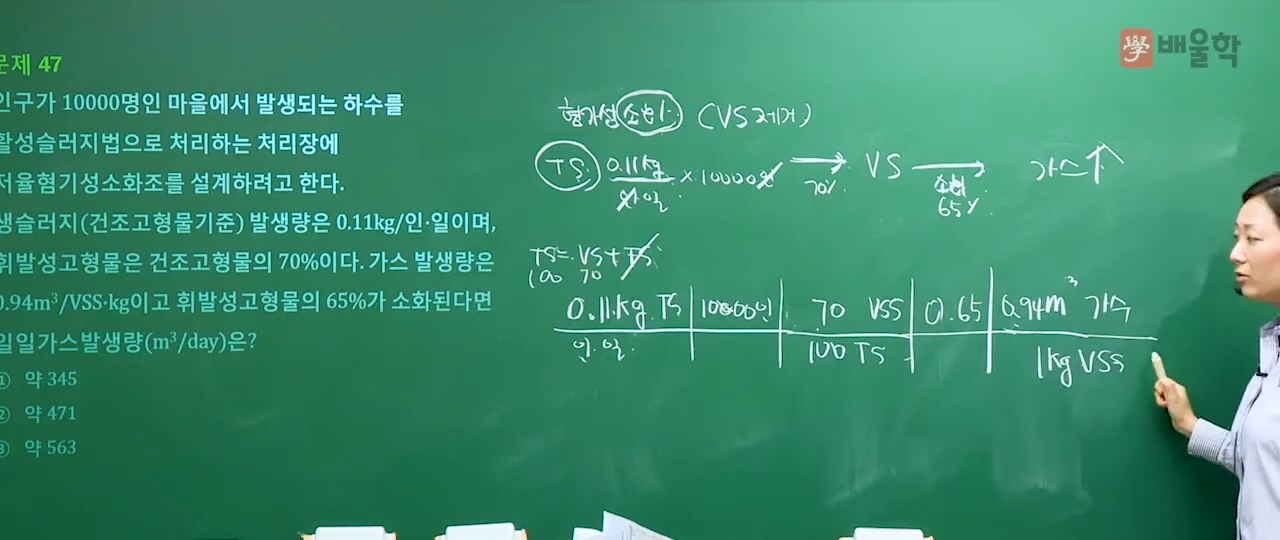 學 배울학
문제 47
인구가 10000명인 마을에서 발생되는 하수를
활성슬러지법으로 처리하는 처리장에
저율혐기성소화조를 설계하려고 한다.
생슬러지(건조고형물기준) 발생량은 0.11kg/인·일이며,
휘발성고형물은 건조고형물의 70%이다. 가스 발생량은
0.94m³/VSS·kg이고 휘발성고형물의 65%가 소화된다면
일일가스발생량(m³/day)은?
① 약 345
② 약 471
③ 약 563
혐기성 소화 (VS제거)
TS 0.11kg/인·일 × 10000인 → 70% VS → 소화 65% 가스↑
TS = VS + FS
100 70
0.11kg TS | 10000인 | 70 VSS | 0.65 | 0.94m³ 가스
인·일 | | 100 TS | | 1kg VSS